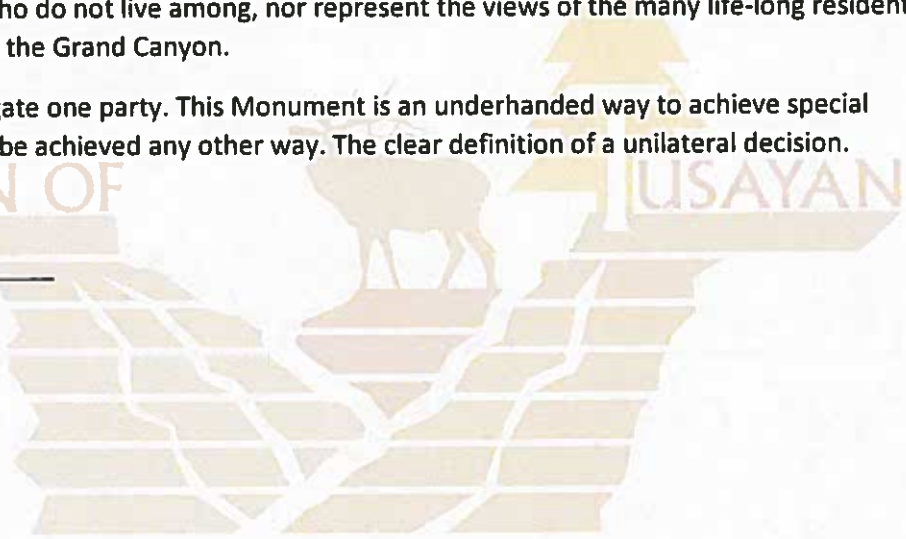 ho do not live among, nor represent the views of the many life-long resident
the Grand Canyon.
gate one party. This Monument is an underhanded way to achieve special
be achieved any other way. The clear definition of a unilateral decision.
N OF
USAYAN